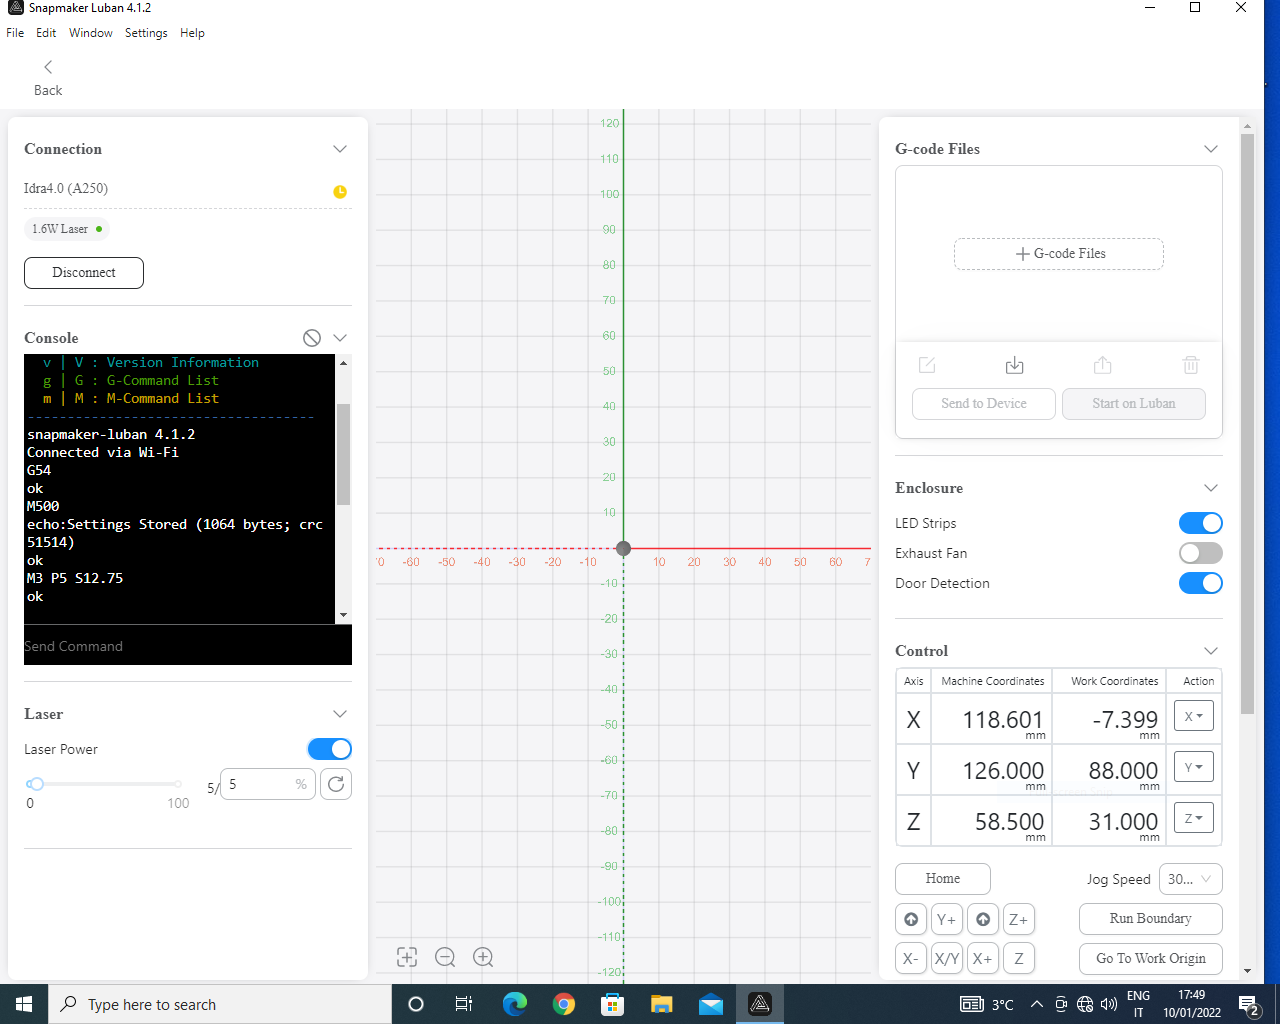 Snapmaker Luban 4.1.2
File Edit Window Settings Help
Back
Connection
Idra4.0 (A250)
1.6W Laser
Disconnect
Console
v | V : Version Information
g | G : G-Command List
m | M : M-Command List
------------------------------------
snapmaker-luban 4.1.2
Connected via Wi-Fi
G54
ok
M500
echo:Settings Stored (1064 bytes; crc
51514)
ok
M3 P5 S12.75
ok
Send Command
Laser
Laser Power
5/ 5 %
0 100
120
110
100
90
80
70
60
50
40
30
20
10
0 -60 -50 -40 -30 -20 -10 10 20 30 40 50 60 7
-10
-20
-30
-40
-50
-60
-70
-80
-90
-100
-110
-120
G-code Files
+ G-code Files
Send to Device Start on Luban
Enclosure
LED Strips
Exhaust Fan
Door Detection
Control
Axis Machine Coordinates Work Coordinates Action
X 118.601 mm -7.399 mm X
Y 126.000 mm 88.000 mm Y
Z 58.500 mm 31.000 mm Z
Home Jog Speed 30...
Y+ Z+ Run Boundary
X- X/Y X+ Z Go To Work Origin
Type here to search
3°C
ENG
IT
17:49
10/01/2022
2